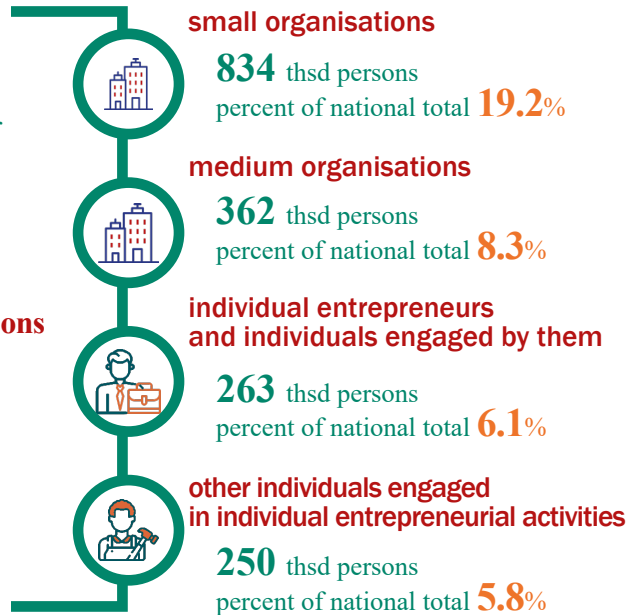 small organisations
834 thsd persons
percent of national total 19.2%
medium organisations
362 thsd persons
percent of national total 8.3%
ons
individual entrepreneurs
and individuals engaged by them
263 thsd persons
percent of national total 6.1%
other individuals engaged
in individual entrepreneurial activities
250 thsd persons
percent of national total 5.8%